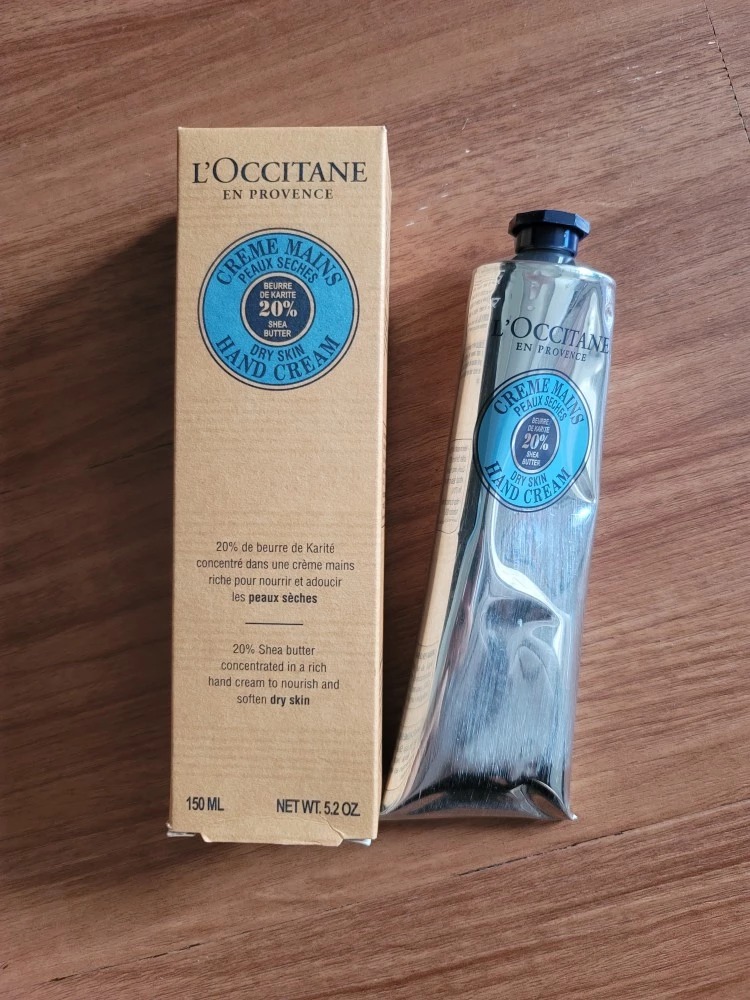 L'OCCITANE
EN PROVENCE
CREME MAINS
PEAUX SECHES
BEURRE
DE KARITE
20%
SHEA
BUTTER
DRY SKIN
HAND CREAM
20% de beurre de Karité
concentré dans une crème mains
riche pour nourrir et adoucir
les peaux sèches
20% Shea butter
concentrated in a rich
hand cream to nourish and
soften dry skin
150 ML NET WT. 5.2 OZ.
L'OCCITANE
EN PROVENCE
CREME MAINS
PEAUX SECHES
BEURRE
DE KARITE
20%
SHEA
BUTTER
DRY SKIN
HAND CREAM